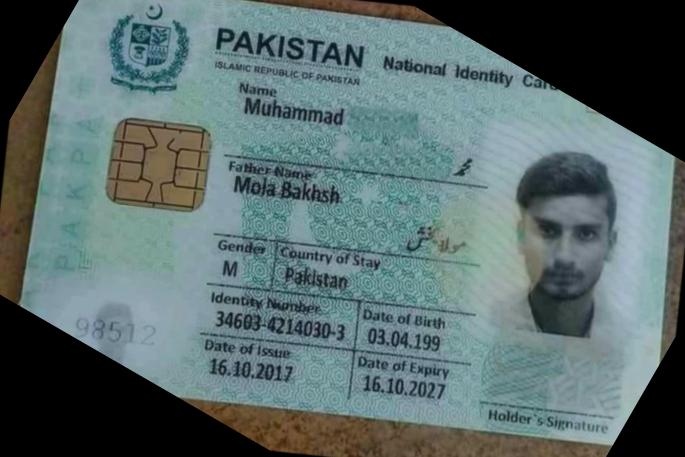 PAKISTAN National Identity Card
ISLAMIC REPUBLIC OF PAKISTAN
Name
Muhammad
Father Name
Mola Bakhsh
مولا بخش
Gender Country of Stay
M Pakistan
Identity Number Date of Birth
34603-4214030-3 03.04.199
Date of Issue Date of Expiry
16.10.2017 16.10.2027
98512
Holder's Signature
PAKPA